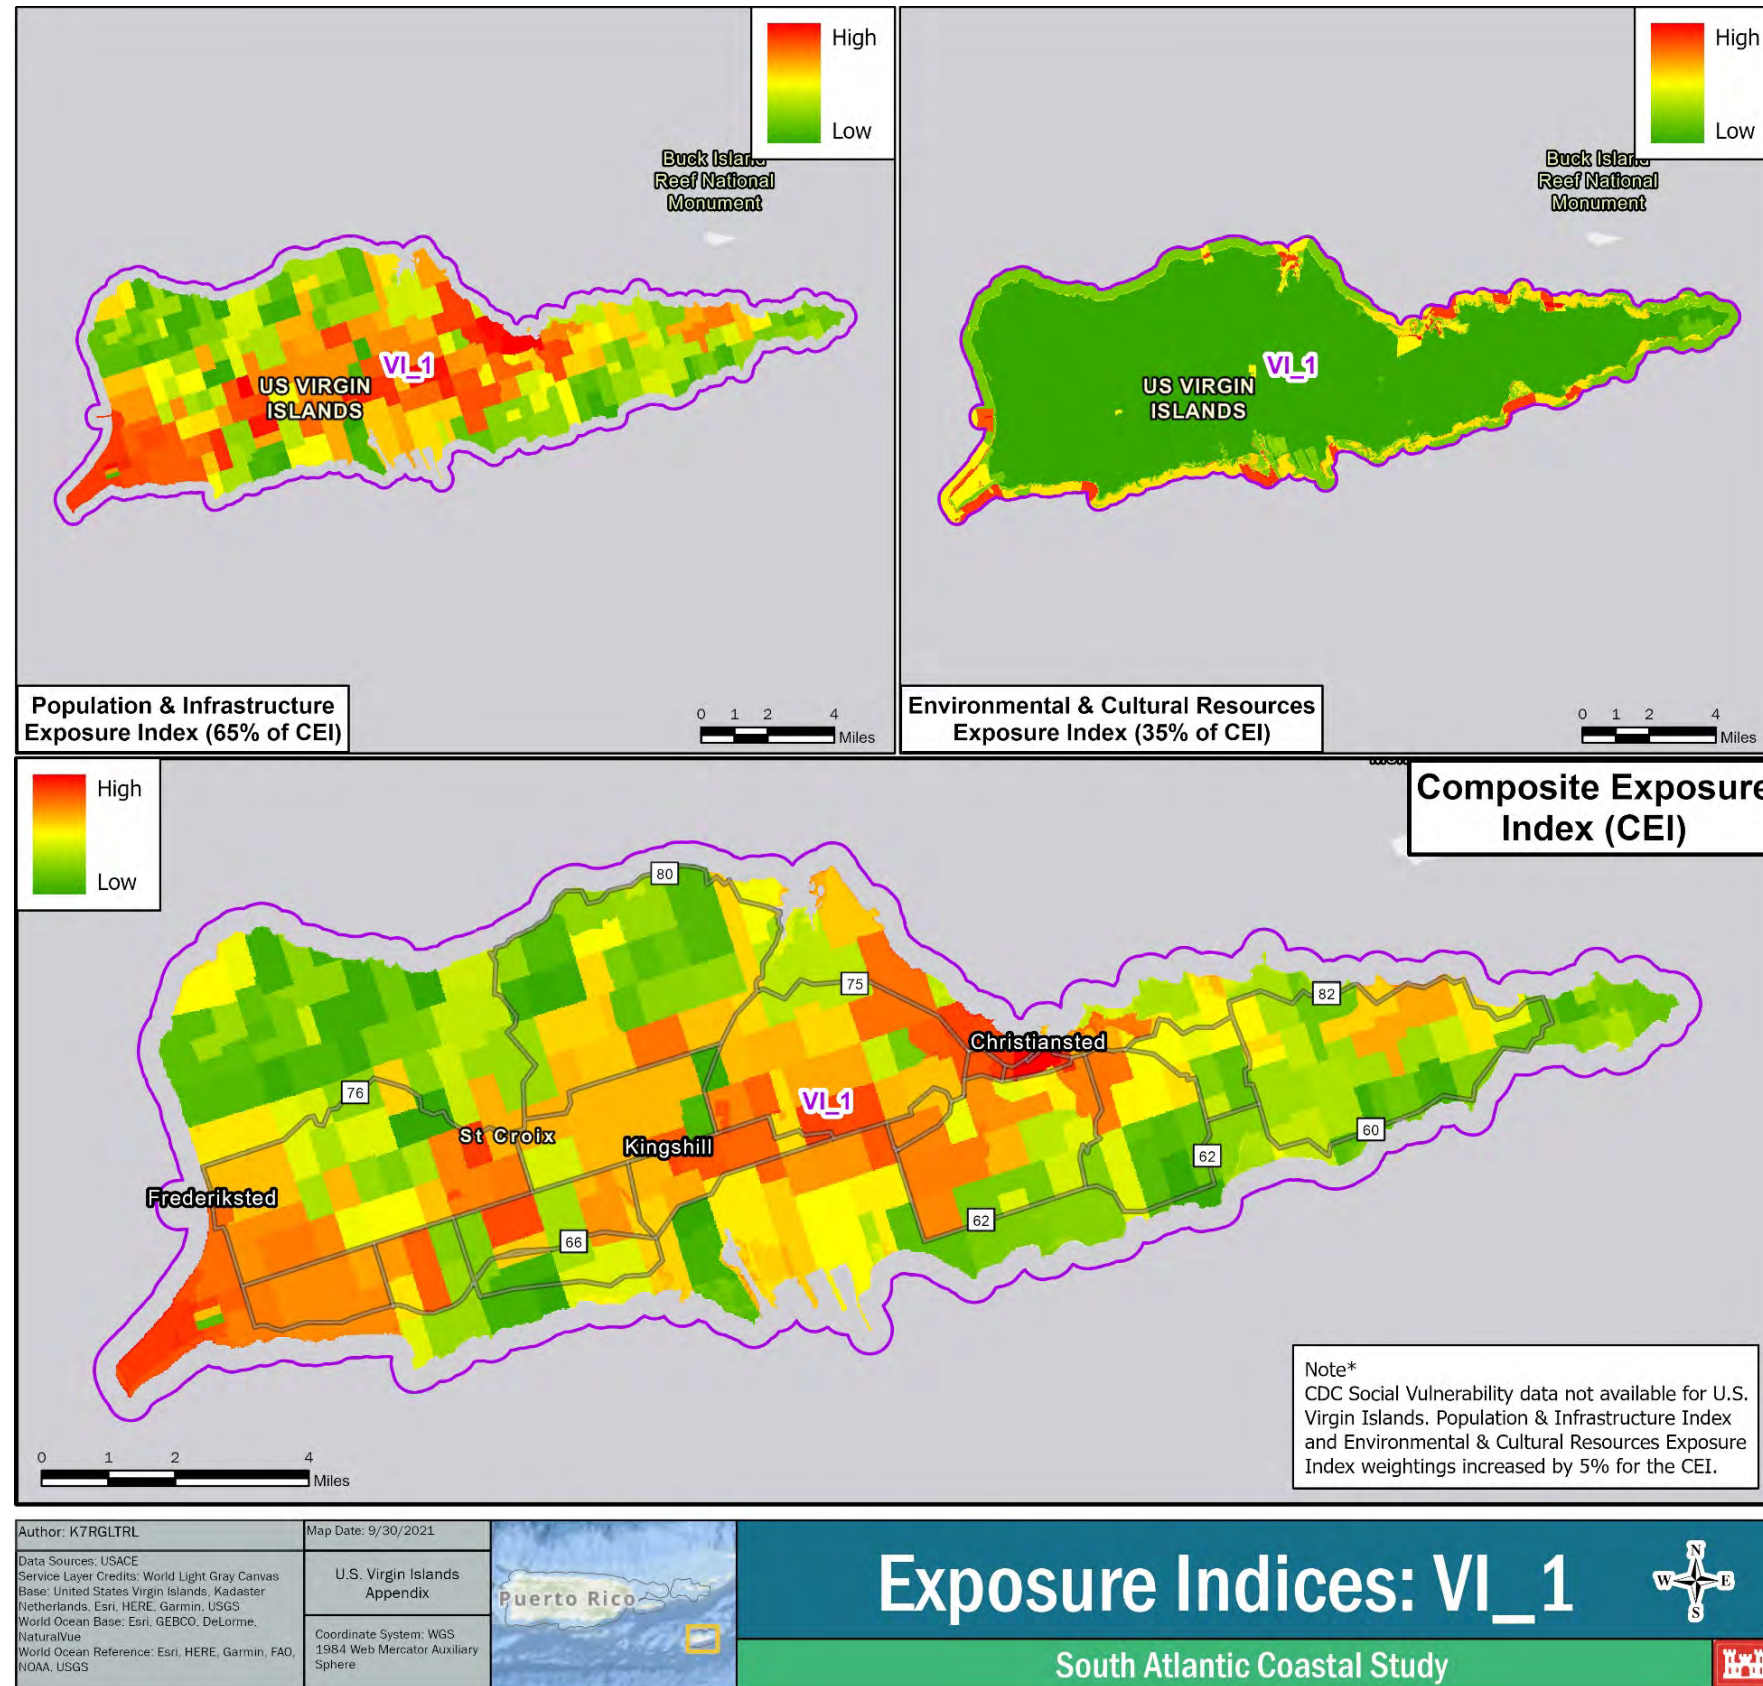 High
Low
Buck Island
Reef National
Monument
VI_1
US VIRGIN
ISLANDS
Population & Infrastructure
Exposure Index (65% of CEI)
0 1 2 4
Miles
High
Low
Buck Island
Reef National
Monument
VI_1
US VIRGIN
ISLANDS
Environmental & Cultural Resources
Exposure Index (35% of CEI)
0 1 2 4
Miles
High
Low
Composite Exposure
Index (CEI)
80
75
82
Christiansted
76
VI_1
St Croix
Kingshill
60
62
Frederiksted
62
66
Note*
CDC Social Vulnerability data not available for U.S.
Virgin Islands. Population & Infrastructure Index
and Environmental & Cultural Resources Exposure
Index weightings increased by 5% for the CEI.
0 1 2 4
Miles
Author: K7RGLTRL
Data Sources: USACE
Service Layer Credits: World Light Gray Canvas
Base: United States Virgin Islands, Kadaster
Netherlands, Esri, HERE, Garmin, USGS
World Ocean Base: Esri, GEBCO, DeLorme,
NaturalVue
World Ocean Reference: Esri, HERE, Garmin, FAO,
NOAA, USGS
Map Date: 9/30/2021
U.S. Virgin Islands
Appendix
Coordinate System: WGS
1984 Web Mercator Auxiliary
Sphere
Puerto Rico
Exposure Indices: VI_1
N
W E
S
South Atlantic Coastal Study